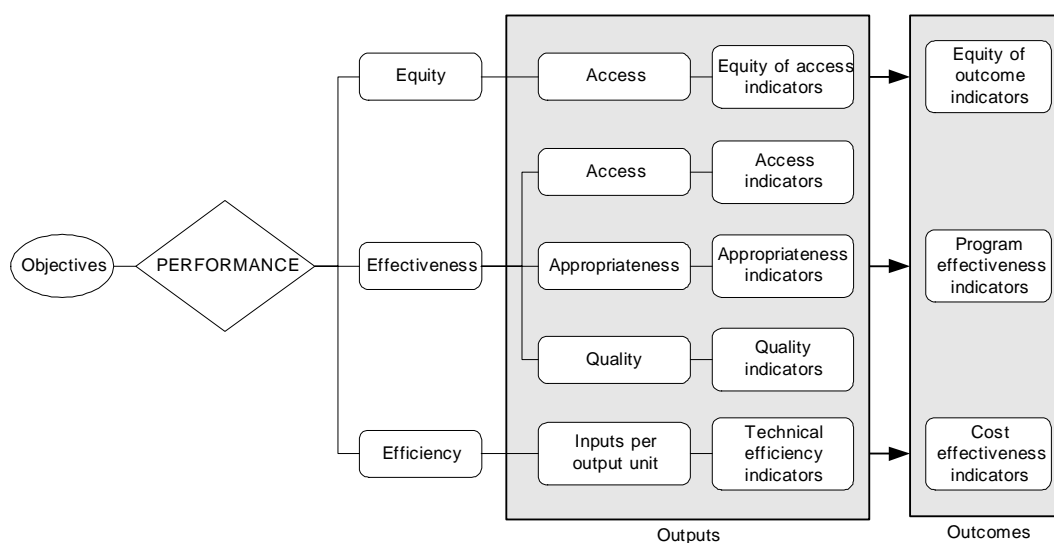 Objectives
PERFORMANCE
Equity
Access
Equity of access
indicators
Equity of
outcome
indicators
Access
Access
indicators
Effectiveness
Appropriateness
Appropriateness
indicators
Program
effectiveness
indicators
Quality
Quality
indicators
Efficiency
Inputs per
output unit
Technical
efficiency
indicators
Cost
effectiveness
indicators
Outputs
Outcomes